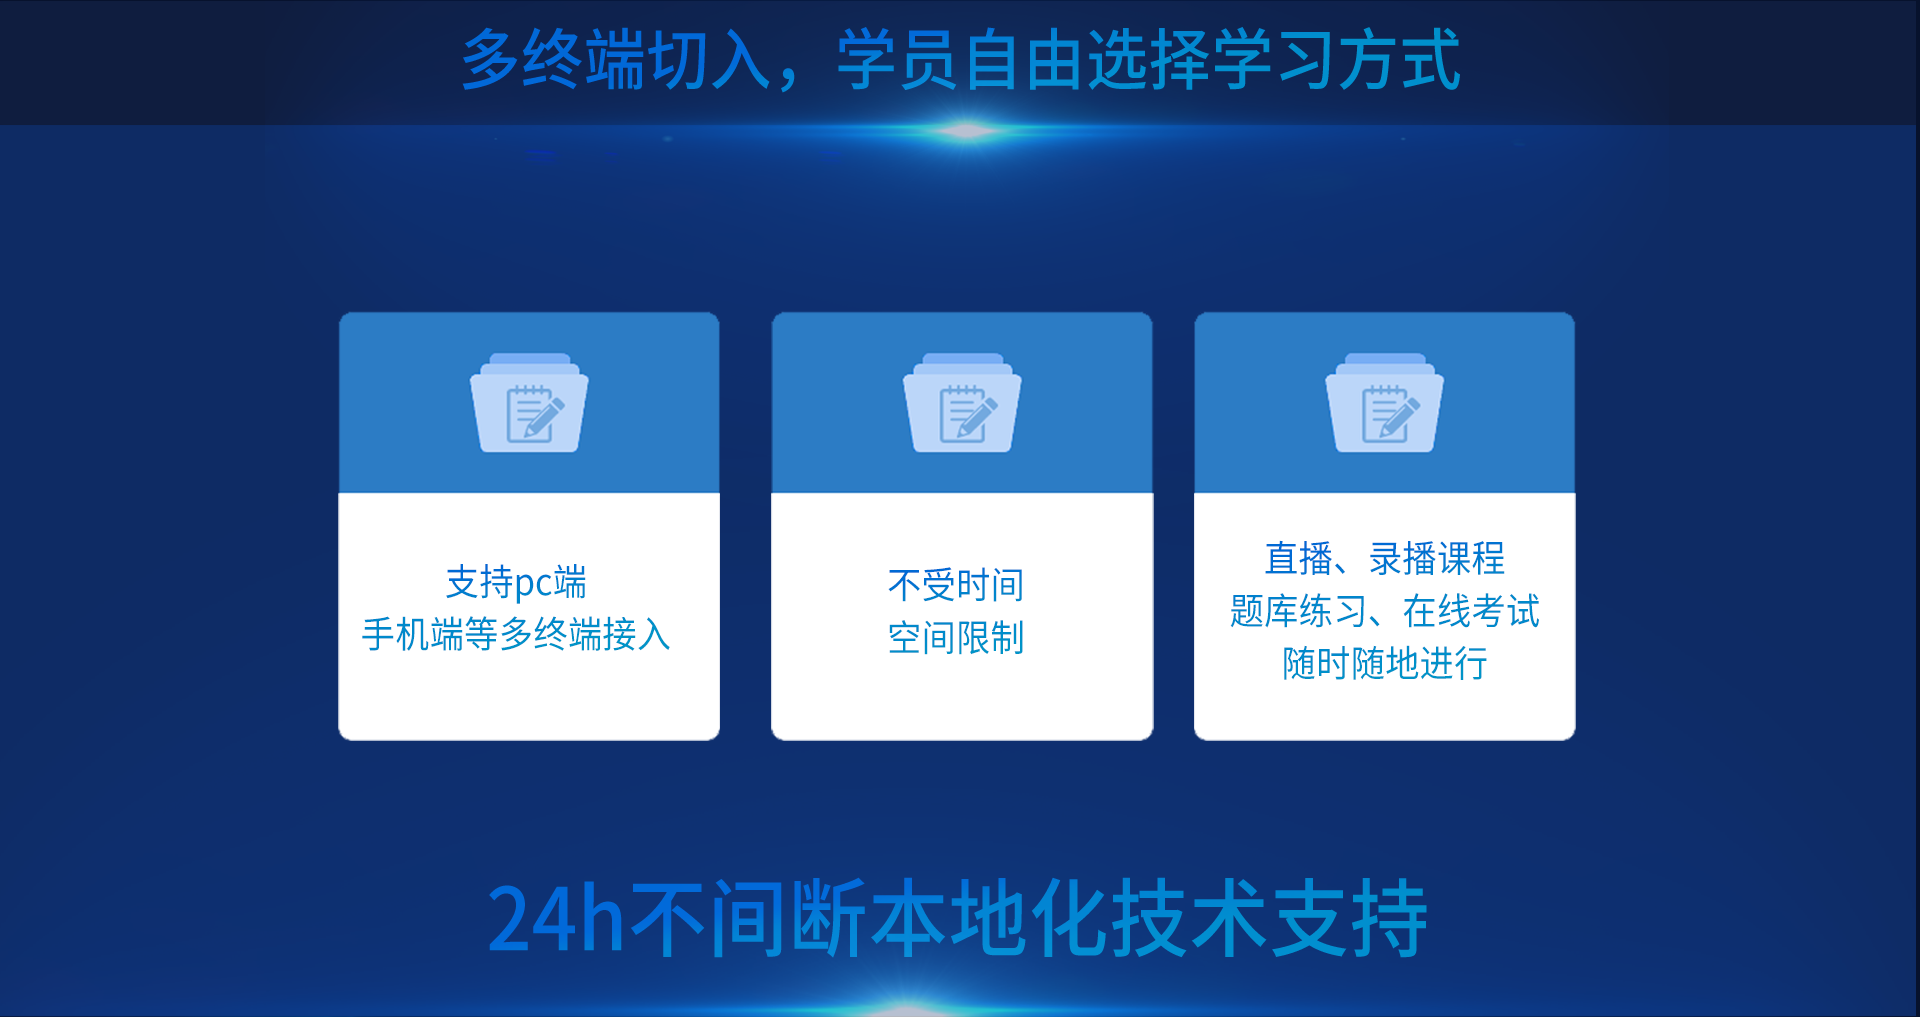 多终端切入，学员自由选择学习方式
支持pc端
手机端等多终端接入
不受时间
空间限制
直播、录播课程
题库练习、在线考试
随时随地进行
24h不间断本地化技术支持